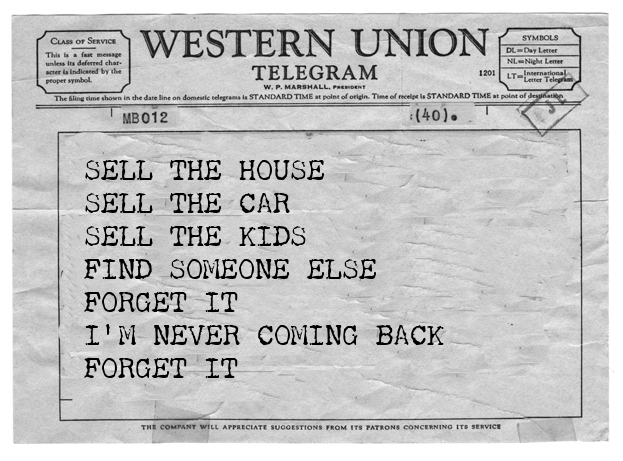 CLASS OF SERVICE
This is a fast message
unless its deferred char-
acter is indicated by the
proper symbol.
WESTERN UNION
TELEGRAM
W. P. MARSHALL, PRESIDENT
1201
SYMBOLS
DL=Day Letter
NL=Night Letter
LT=International Letter Telegram
The filing time shown in the date line on domestic telegrams is STANDARD TIME at point of origin. Time of receipt is STANDARD TIME at point of destination
MB012
(40).
SELL THE HOUSE
SELL THE CAR
SELL THE KIDS
FIND SOMEONE ELSE
FORGET IT
I'M NEVER COMING BACK
FORGET IT
THE COMPANY WILL APPRECIATE SUGGESTIONS FROM ITS PATRONS CONCERNING ITS SERVICE